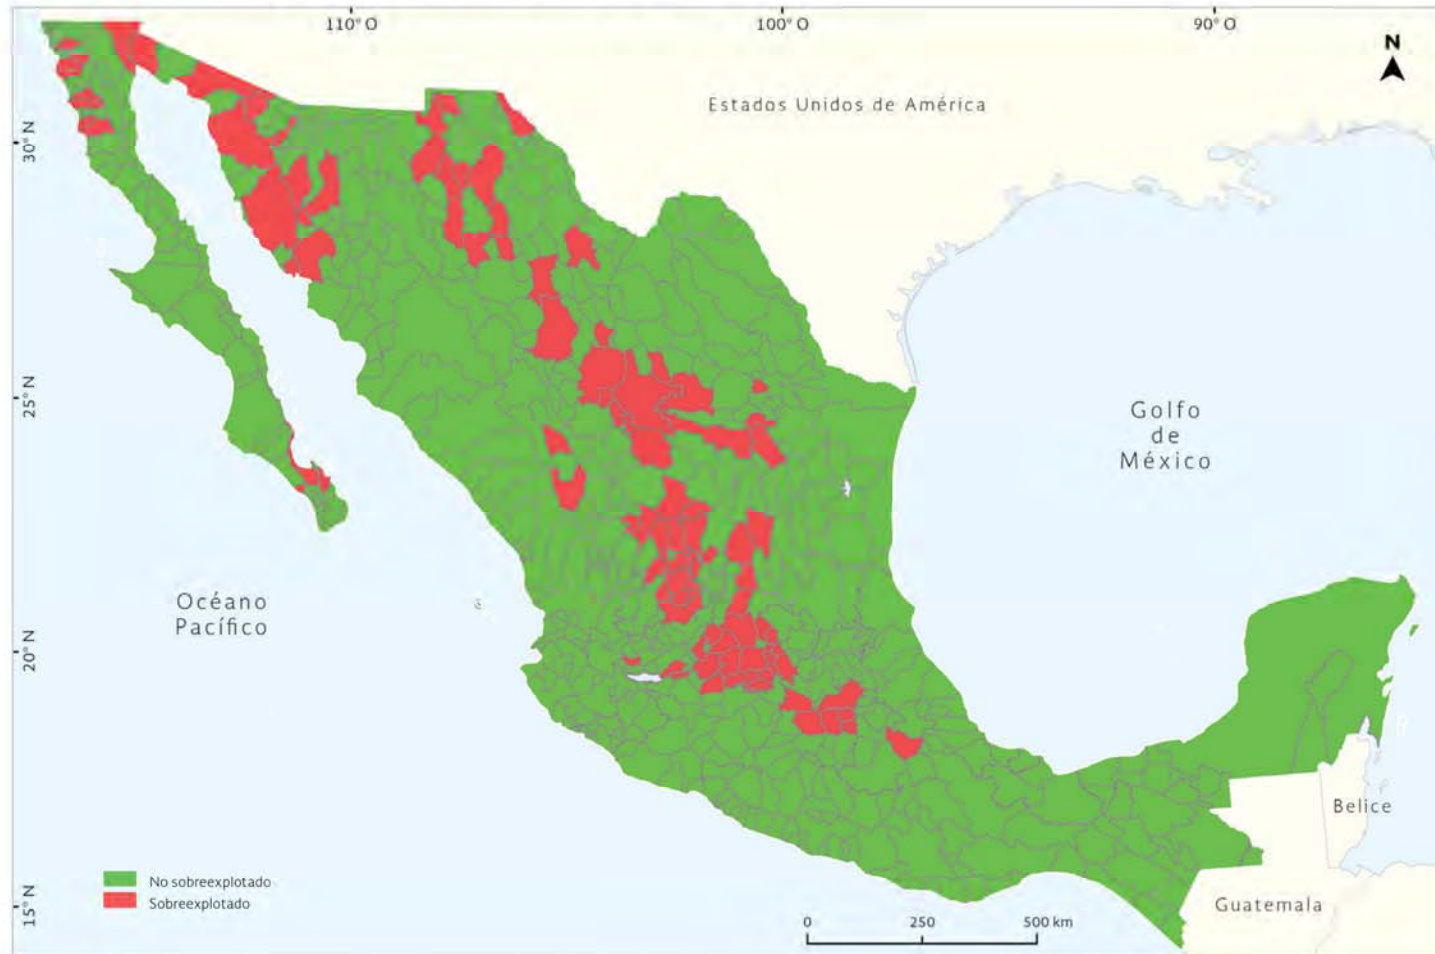 110° O
100° O
90° O
N
Estados Unidos de América
30° N
25° N
Golfo
de
México
Océano
Pacífico
20° N
Belice
No sobreexplotado
Sobreexplotado
15° N
0
250
500 km
Guatemala